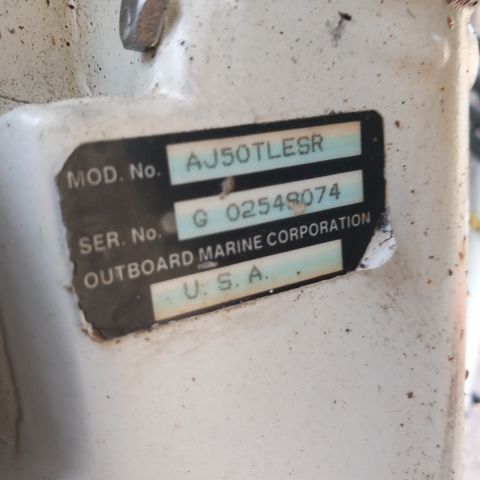 MOD. No. AJ50TLESR
SER. No. G 02548074
OUTBOARD MARINE CORPORATION
U.S.A.